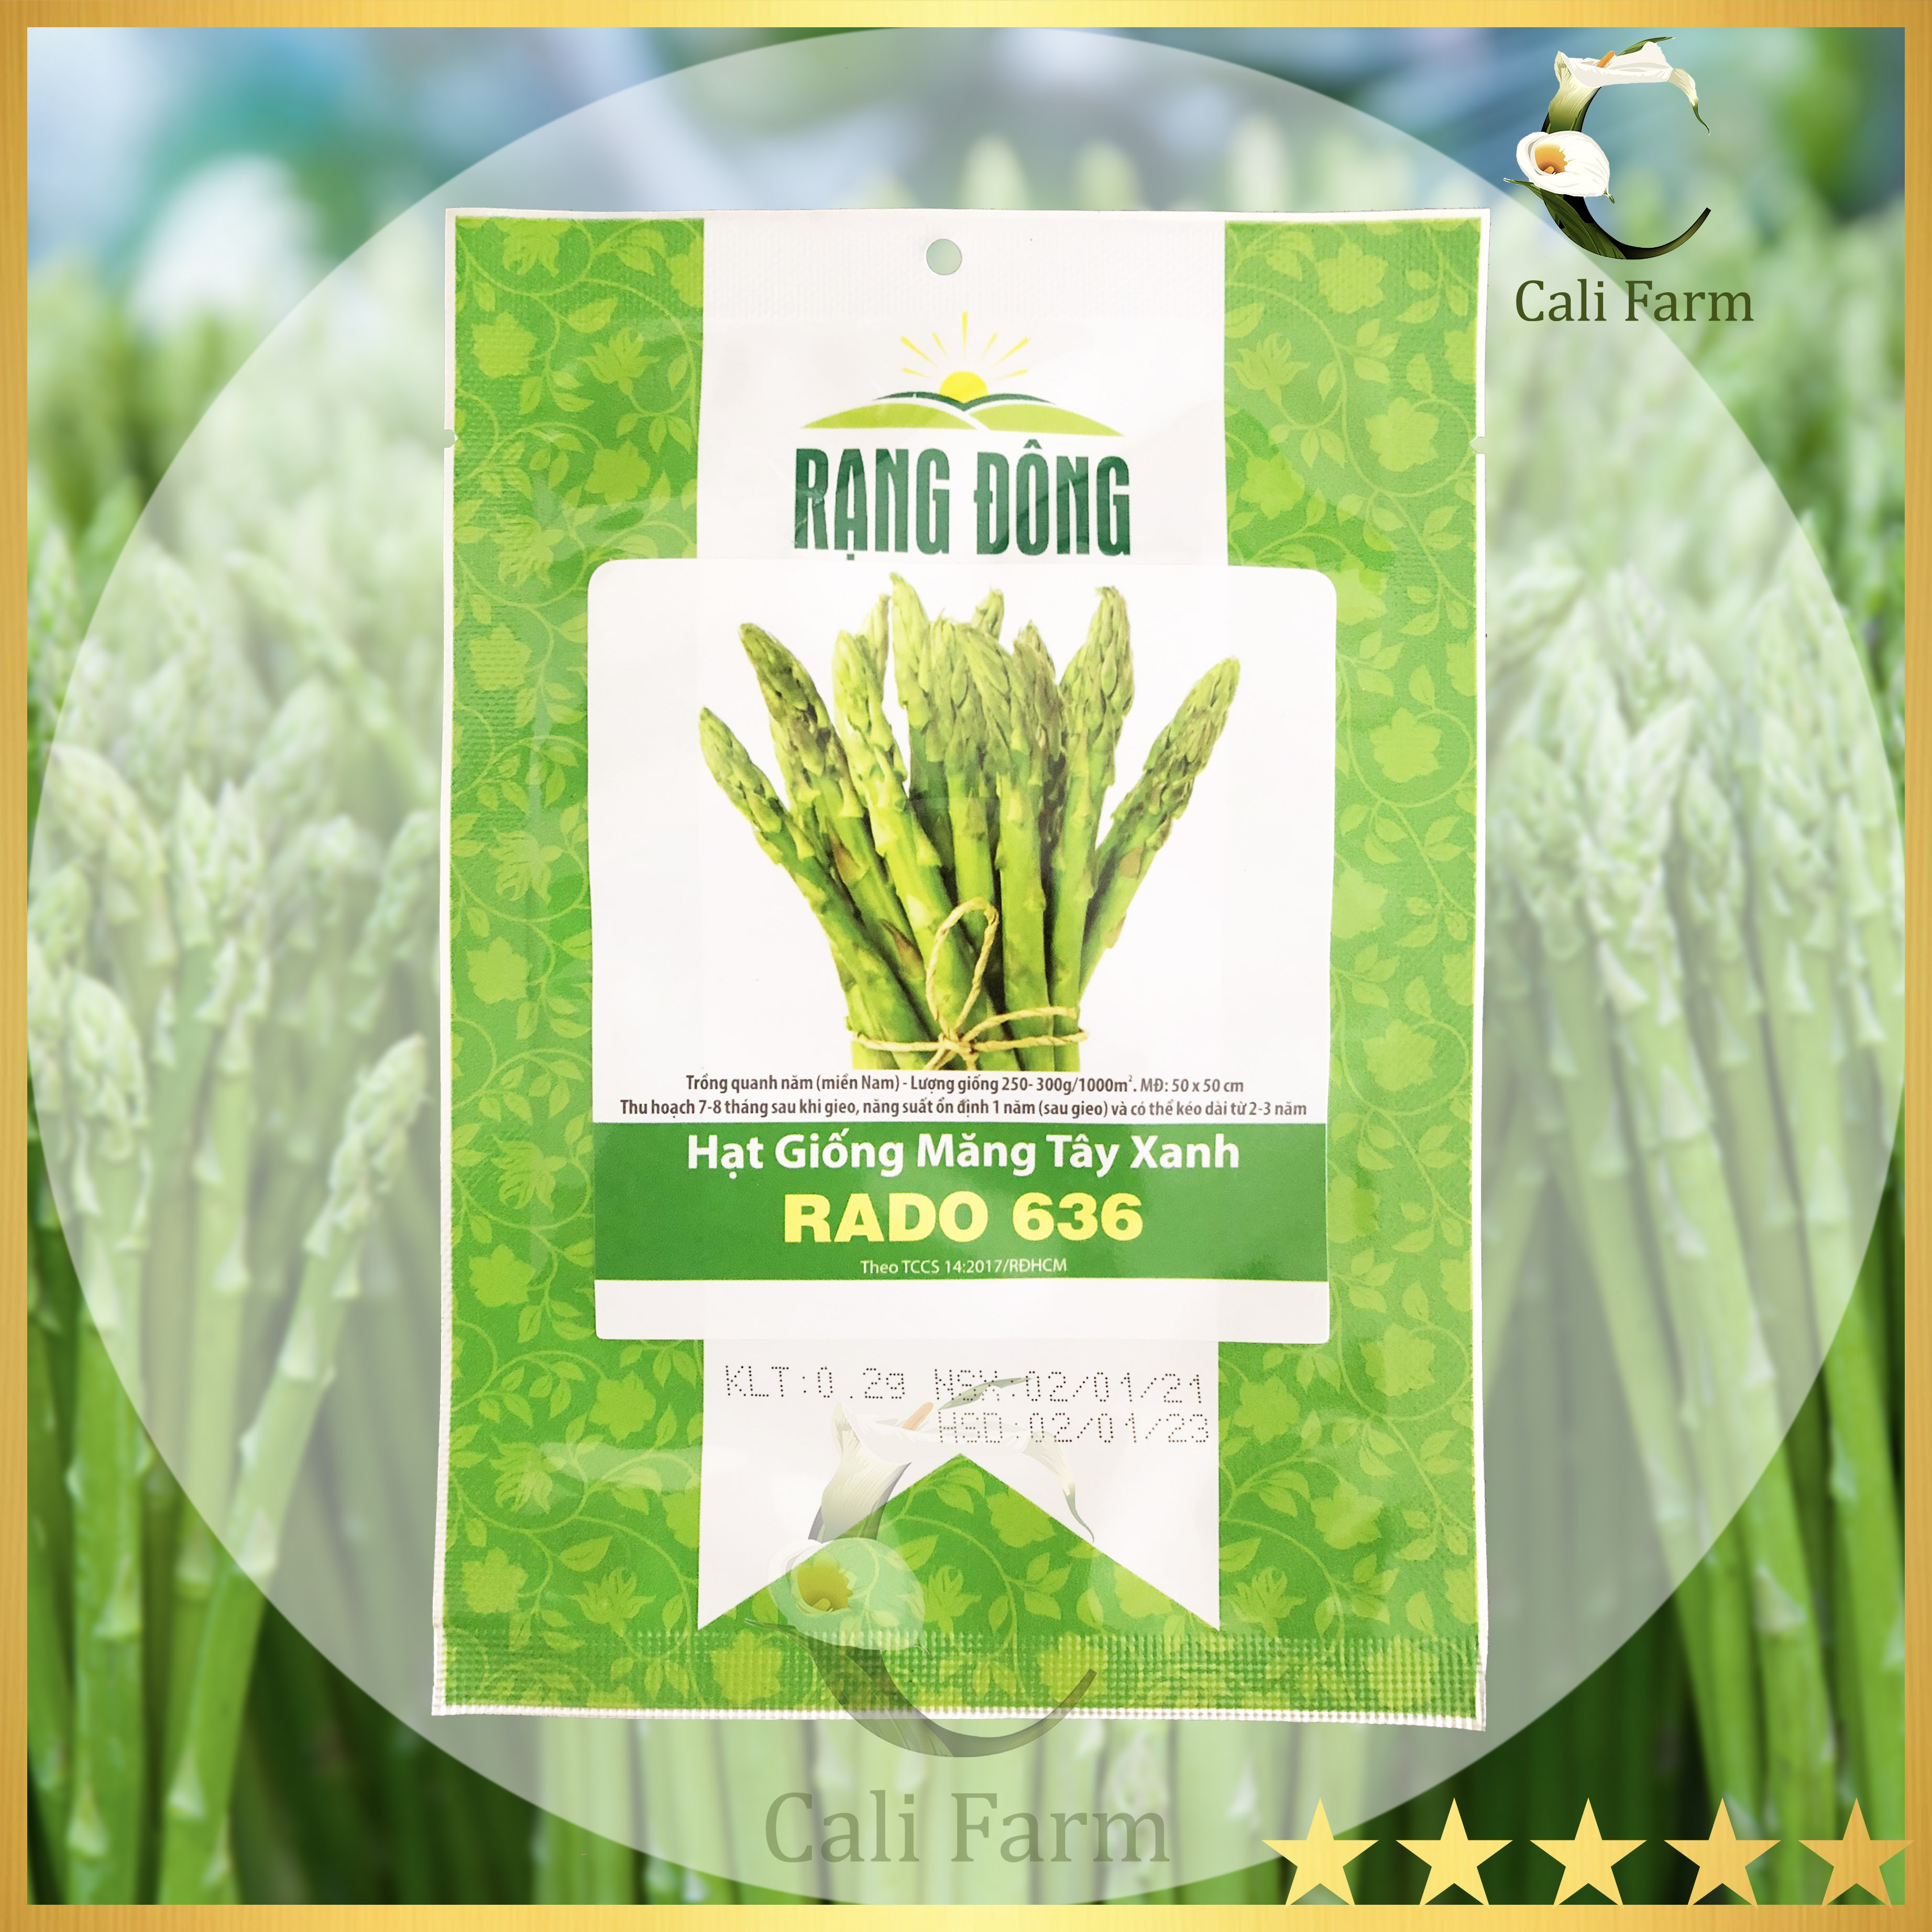 Cali Farm
RẠNG ĐÔNG
Trồng quanh năm (miền Nam) - Lượng giống 250- 300g/1000m². MĐ: 50 x 50 cm
Thu hoạch 7-8 tháng sau khi gieo, năng suất ổn định 1 năm (sau gieo) và có thể kéo dài từ 2-3 năm
Hạt Giống Măng Tây Xanh
RADO 636
Theo TCCS 14:2017/RĐHCM
KLT:0.2g NSX:02/01/21
HSD:02/01/23
Cali Farm